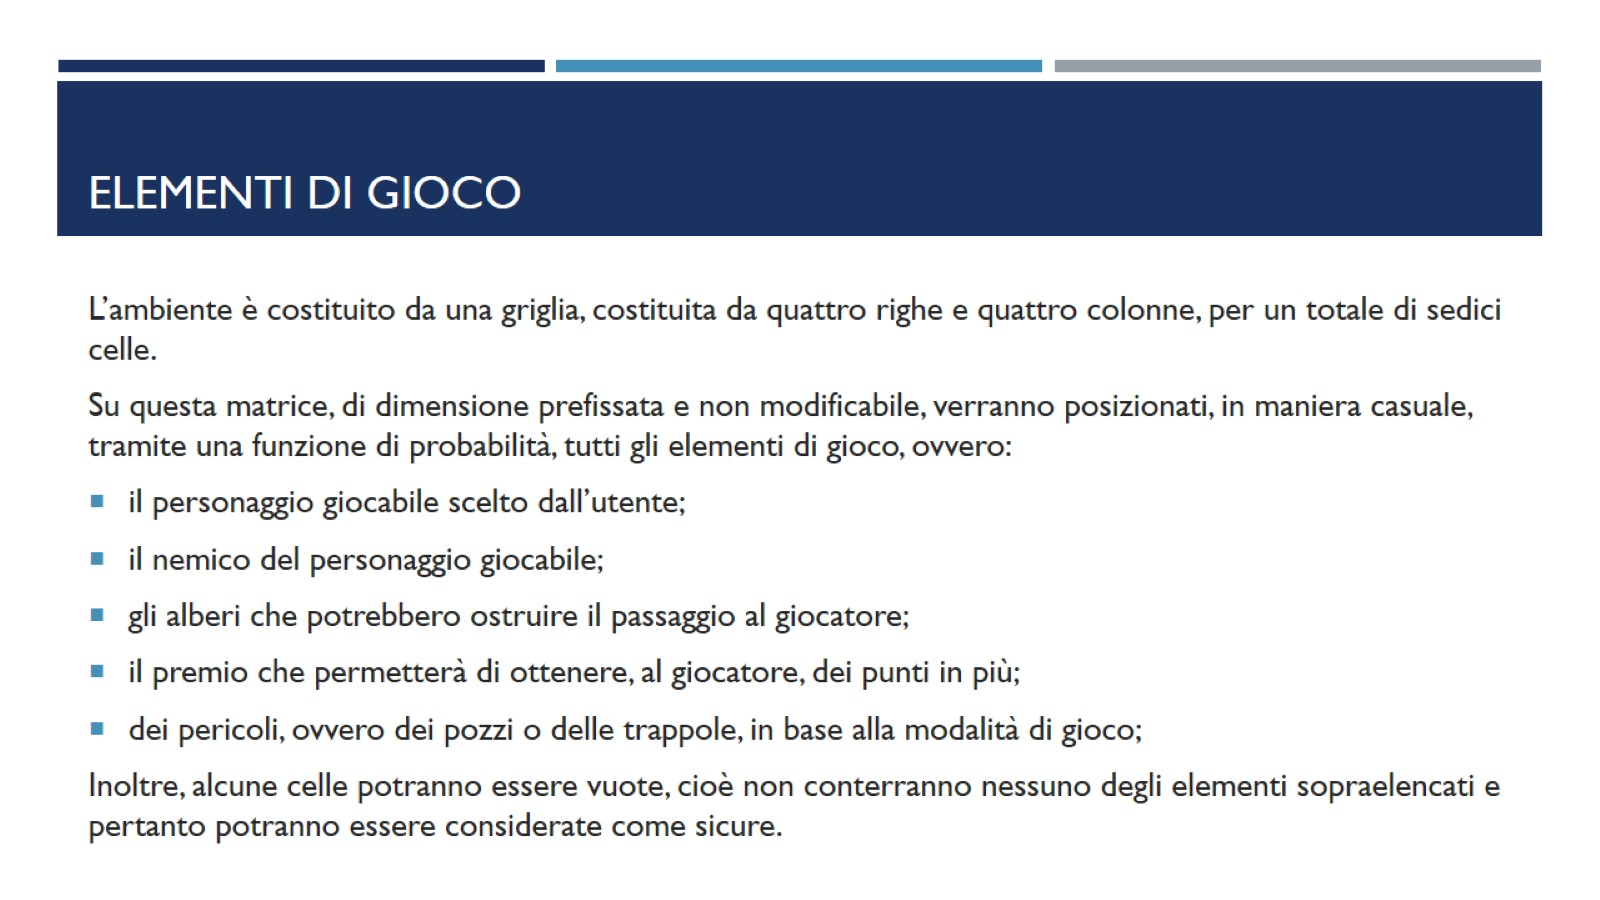 ELEMENTI DI GIOCO
L’ambiente è costituito da una griglia, costituita da quattro righe e quattro colonne, per un totale di sedici
celle.
Su questa matrice, di dimensione prefissata e non modificabile, verranno posizionati, in maniera casuale,
tramite una funzione di probabilità, tutti gli elementi di gioco, ovvero:
il personaggio giocabile scelto dall’utente;
il nemico del personaggio giocabile;
gli alberi che potrebbero ostruire il passaggio al giocatore;
il premio che permetterà di ottenere, al giocatore, dei punti in più;
dei pericoli, ovvero dei pozzi o delle trappole, in base alla modalità di gioco;
Inoltre, alcune celle potranno essere vuote, cioè non conterranno nessuno degli elementi sopraelencati e
pertanto potranno essere considerate come sicure.